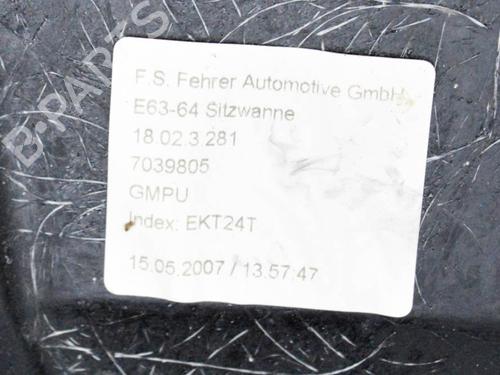 B-PARTS
F.S. Fehrer Automotive GmbH
E63-64 Sitzwanne
18.02.3.281
7039805
GMPU
Index: EKT24T
15.05.2007 / 13:57:47